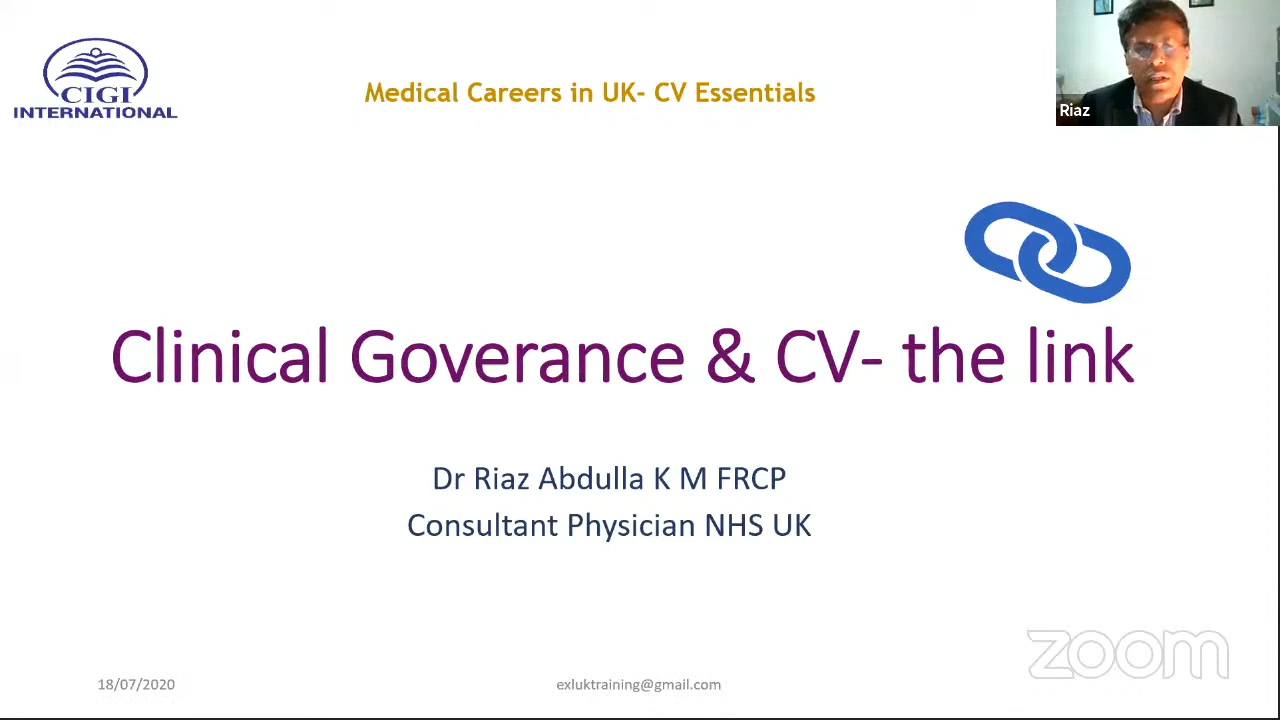 CIGI
INTERNATIONAL
Medical Careers in UK- CV Essentials
Riaz
Clinical Goverance & CV- the link
Dr Riaz Abdulla K M FRCP
Consultant Physician NHS UK
zoom
18/07/2020
exluktraining@gmail.com